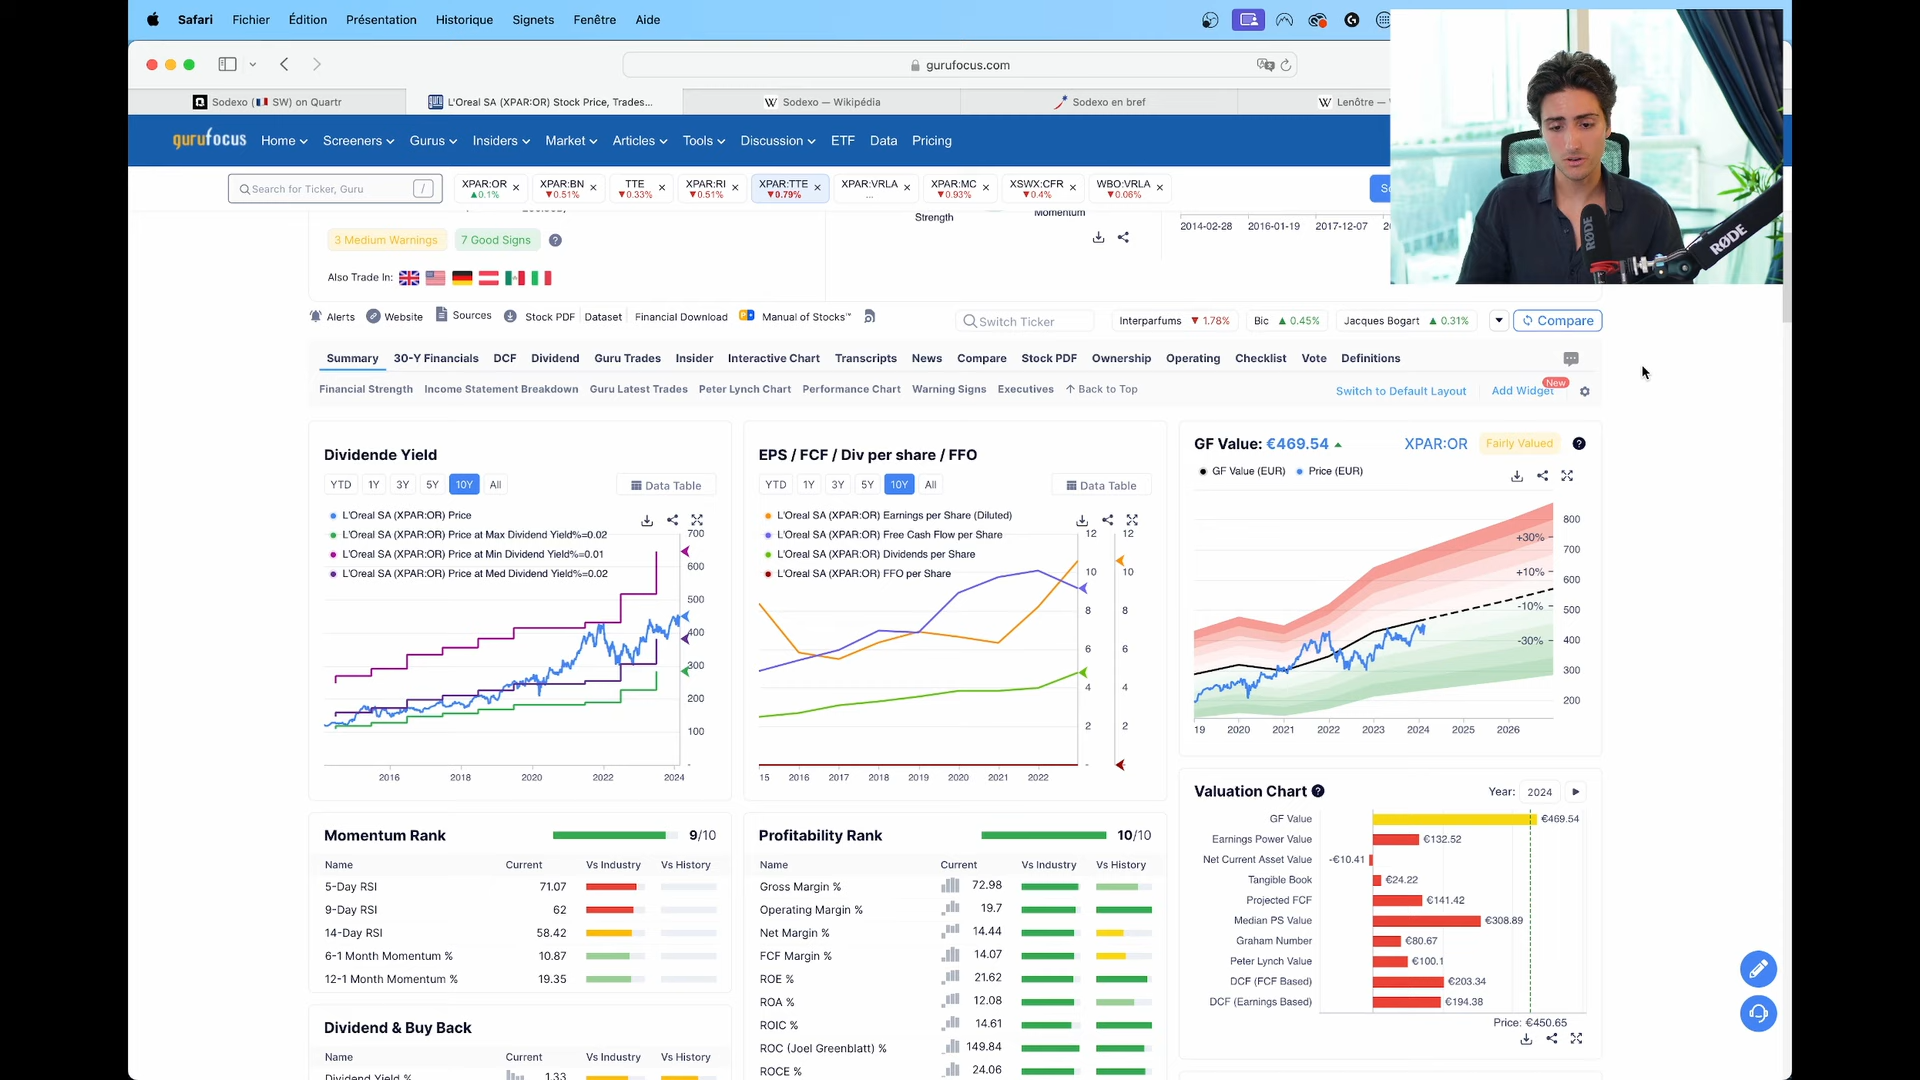 Safari Fichier Édition Présentation Historique Signets Fenêtre Aide
gurufocus.com
Sodexo ( SW) on Quartr
L'Oreal SA (XPAR:OR) Stock Price, Trades...
Sodexo — Wikipédia
Sodexo en bref
Lenôtre —
gurufocus Home Screeners Gurus Insiders Market Articles Tools Discussion ETF Data Pricing
Search for Ticker, Guru /
XPAR:OR × ▲0.1%
XPAR:BN × ▼0.51%
TTE × ▼0.33%
XPAR:RI × ▼0.51%
XPAR:TTE × ▼0.79%
XPAR:VRLA × ...
XPAR:MC × ▼0.93%
XSWX:CFR × ▼0.4%
WBO:VRLA × ▼0.06%
Strength
Momentum
2014-02-28 2016-01-19 2017-12-07
3 Medium Warnings 7 Good Signs ?
Also Trade In:
RØDE
RØDE
Alerts Website Sources Stock PDF Dataset Financial Download Manual of Stocks™
Switch Ticker Interparfums ▼ 1.78% Bic ▲ 0.45% Jacques Bogart ▲ 0.31% Compare
Summary 30-Y Financials DCF Dividend Guru Trades Insider Interactive Chart Transcripts News Compare Stock PDF Ownership Operating Checklist Vote Definitions
Financial Strength Income Statement Breakdown Guru Latest Trades Peter Lynch Chart Performance Chart Warning Signs Executives ↑ Back to Top
Switch to Default Layout Add Widget New
Dividende Yield
YTD 1Y 3Y 5Y 10Y All Data Table
L'Oreal SA (XPAR:OR) Price
L'Oreal SA (XPAR:OR) Price at Max Dividend Yield%=0.02
L'Oreal SA (XPAR:OR) Price at Min Dividend Yield%=0.01
L'Oreal SA (XPAR:OR) Price at Med Dividend Yield%=0.02
700
600
500
400
300
200
100
-
2016 2018 2020 2022 2024
EPS / FCF / Div per share / FFO
YTD 1Y 3Y 5Y 10Y All Data Table
L'Oreal SA (XPAR:OR) Earnings per Share (Diluted)
L'Oreal SA (XPAR:OR) Free Cash Flow per Share
L'Oreal SA (XPAR:OR) Dividends per Share
L'Oreal SA (XPAR:OR) FFO per Share
12 12
10 10
8 8
6 6
4 4
2 2
-
15 2016 2017 2018 2019 2020 2021 2022
GF Value: €469.54 XPAR:OR Fairly Valued ?
GF Value (EUR) Price (EUR)
800
+30%
700
+10%
600
-10%
500
-30%
400
300
200
19 2020 2021 2022 2023 2024 2025 2026
Valuation Chart ? Year: 2024
GF Value €469.54
Earnings Power Value €132.52
Net Current Asset Value -€10.41
Tangible Book €24.22
Projected FCF €141.42
Median PS Value €308.89
Graham Number €80.67
Peter Lynch Value €100.1
DCF (FCF Based) €203.34
DCF (Earnings Based) €194.38
Price: €450.65
Momentum Rank 9/10
Name Current Vs Industry Vs History
5-Day RSI 71.07
9-Day RSI 62
14-Day RSI 58.42
6-1 Month Momentum % 10.87
12-1 Month Momentum % 19.35
Dividend & Buy Back
Name Current Vs Industry Vs History
Dividend Yield % 1.33
Profitability Rank 10/10
Name Current Vs Industry Vs History
Gross Margin % 72.98
Operating Margin % 19.7
Net Margin % 14.44
FCF Margin % 14.07
ROE % 21.62
ROA % 12.08
ROIC % 14.61
ROC (Joel Greenblatt) % 149.84
ROCE % 24.06